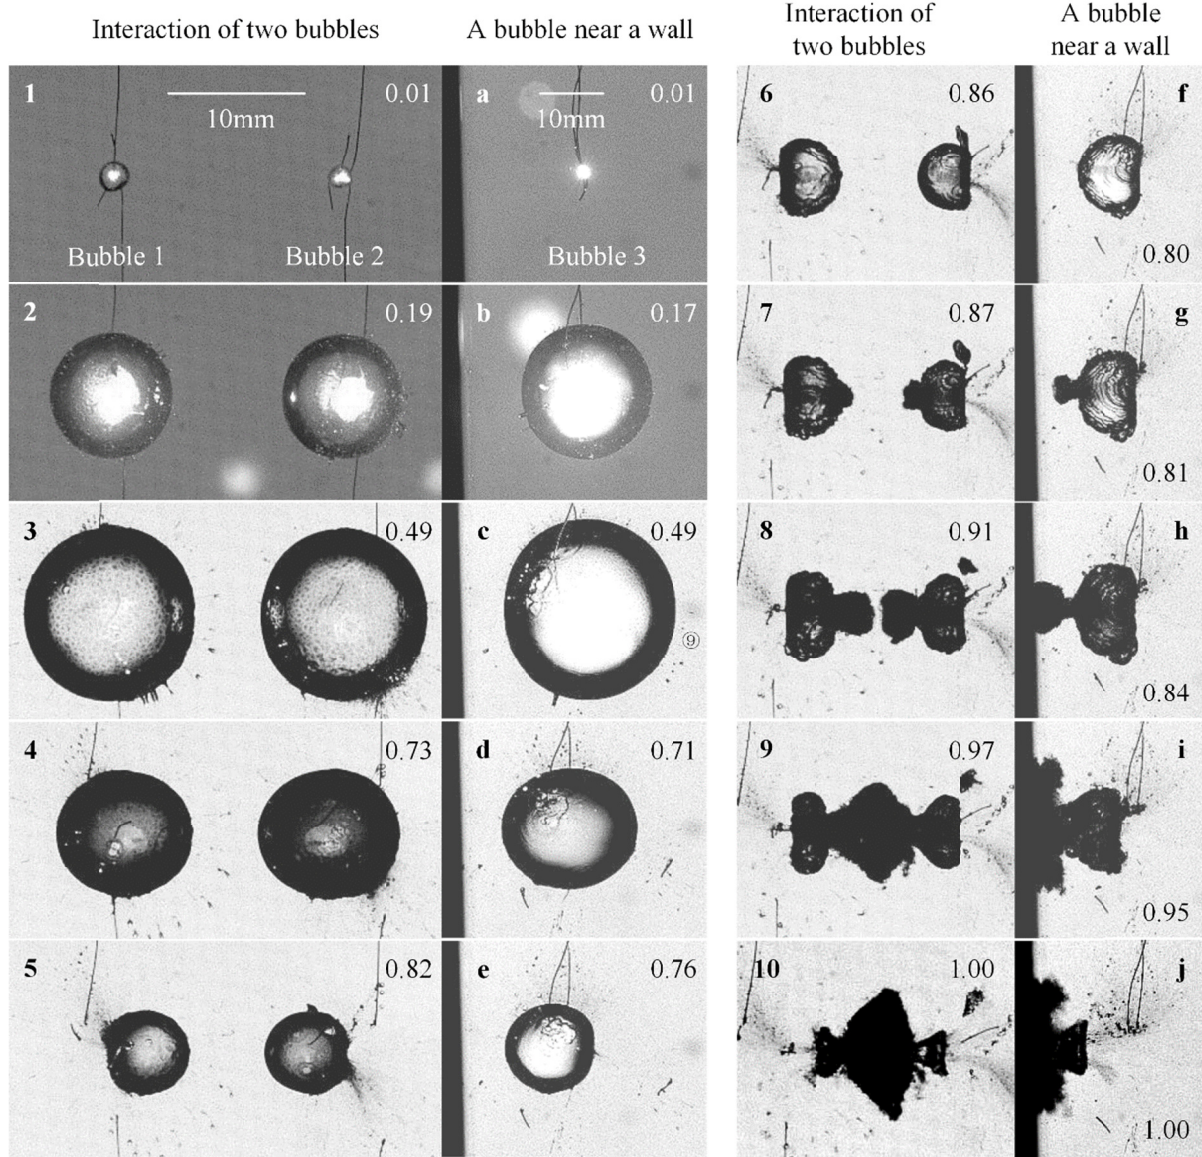 Interaction of two bubbles
A bubble near a wall
1
0.01
10mm
Bubble 1
Bubble 2
a
0.01
10mm
Bubble 3
2
0.19
b
0.17
3
0.49
c
0.49
⑨
4
0.73
d
0.71
5
0.82
e
0.76
Interaction of
two bubbles
A bubble
near a wall
6
0.86
f
0.80
7
0.87
g
0.81
8
0.91
h
0.84
9
0.97
i
0.95
10
1.00
j
1.00